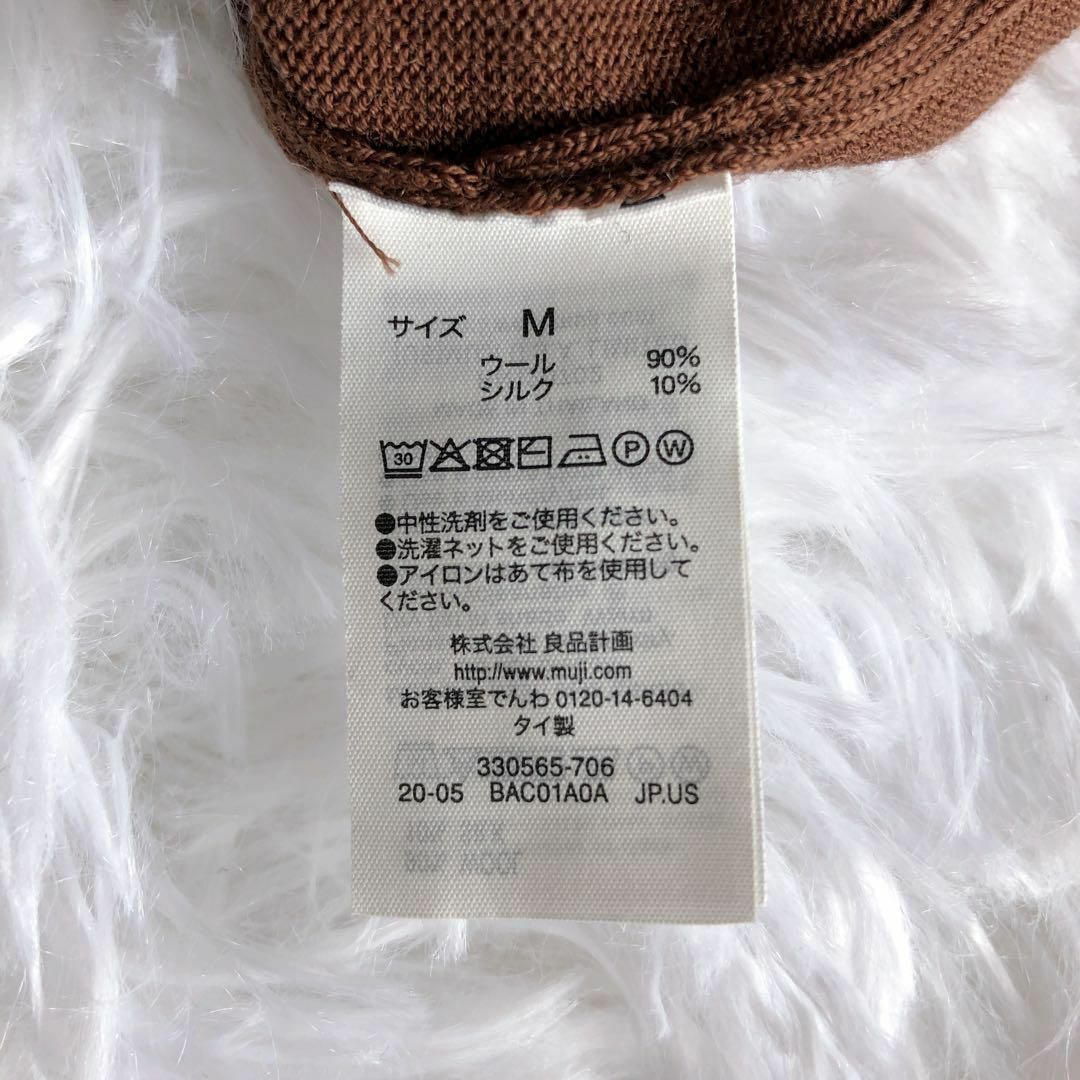 サイズ M
ウール 90%
シルク 10%
30 P W
●中性洗剤をご使用ください。
●洗濯ネットをご使用ください。
●アイロンはあて布を使用して
ください。
株式会社 良品計画
http://www.muji.com
お客様室でんわ 0120-14-6404
タイ製
330565-706
20-05 BAC01A0A JP.US